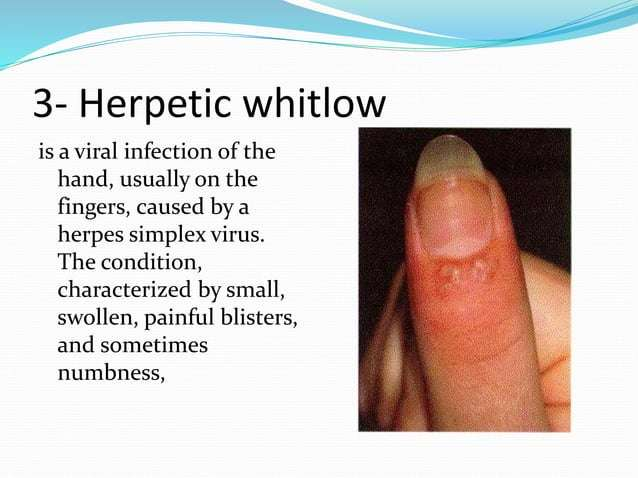 3- Herpetic whitlow
is a viral infection of the
hand, usually on the
fingers, caused by a
herpes simplex virus.
The condition,
characterized by small,
swollen, painful blisters,
and sometimes
numbness,